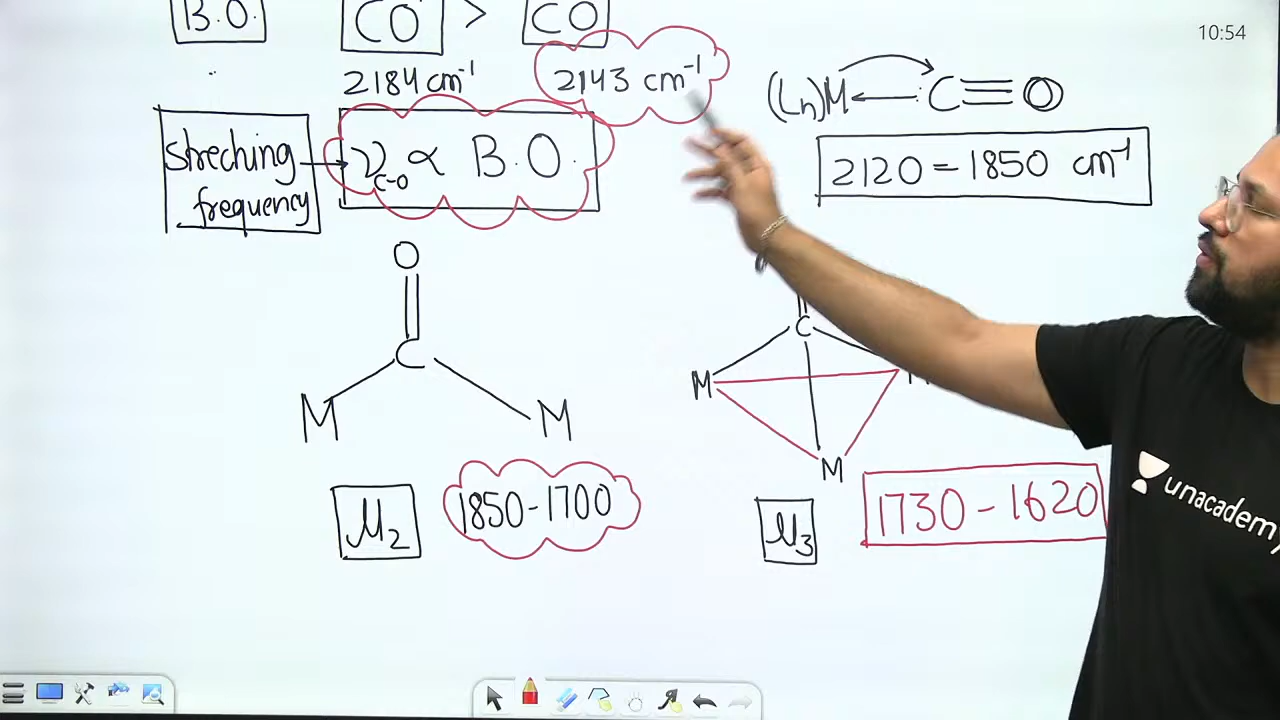 10:54
B.O. CO > CO
2184 cm⁻¹ 2143 cm⁻¹
(Ln)M C O
Streching frequency
ν C-O ∝ B.O.
2120 = 1850 cm⁻¹
O
C
M M
C
M
M
μ2 1850-1700
μ3 1730 - 1620
unacademy